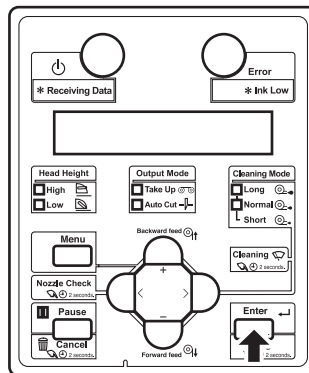 Error
* Receiving Data
* Ink Low
Head Height
High
Low
Output Mode
Take Up
Auto Cut
Cleaning Mode
Long
Normal
Short
Menu
Backward feed
Cleaning
2 seconds.
Nozzle Check
2 seconds.
+
< >
−
Pause
Enter
Cancel
2 seconds.
Forward feed
2 seconds.